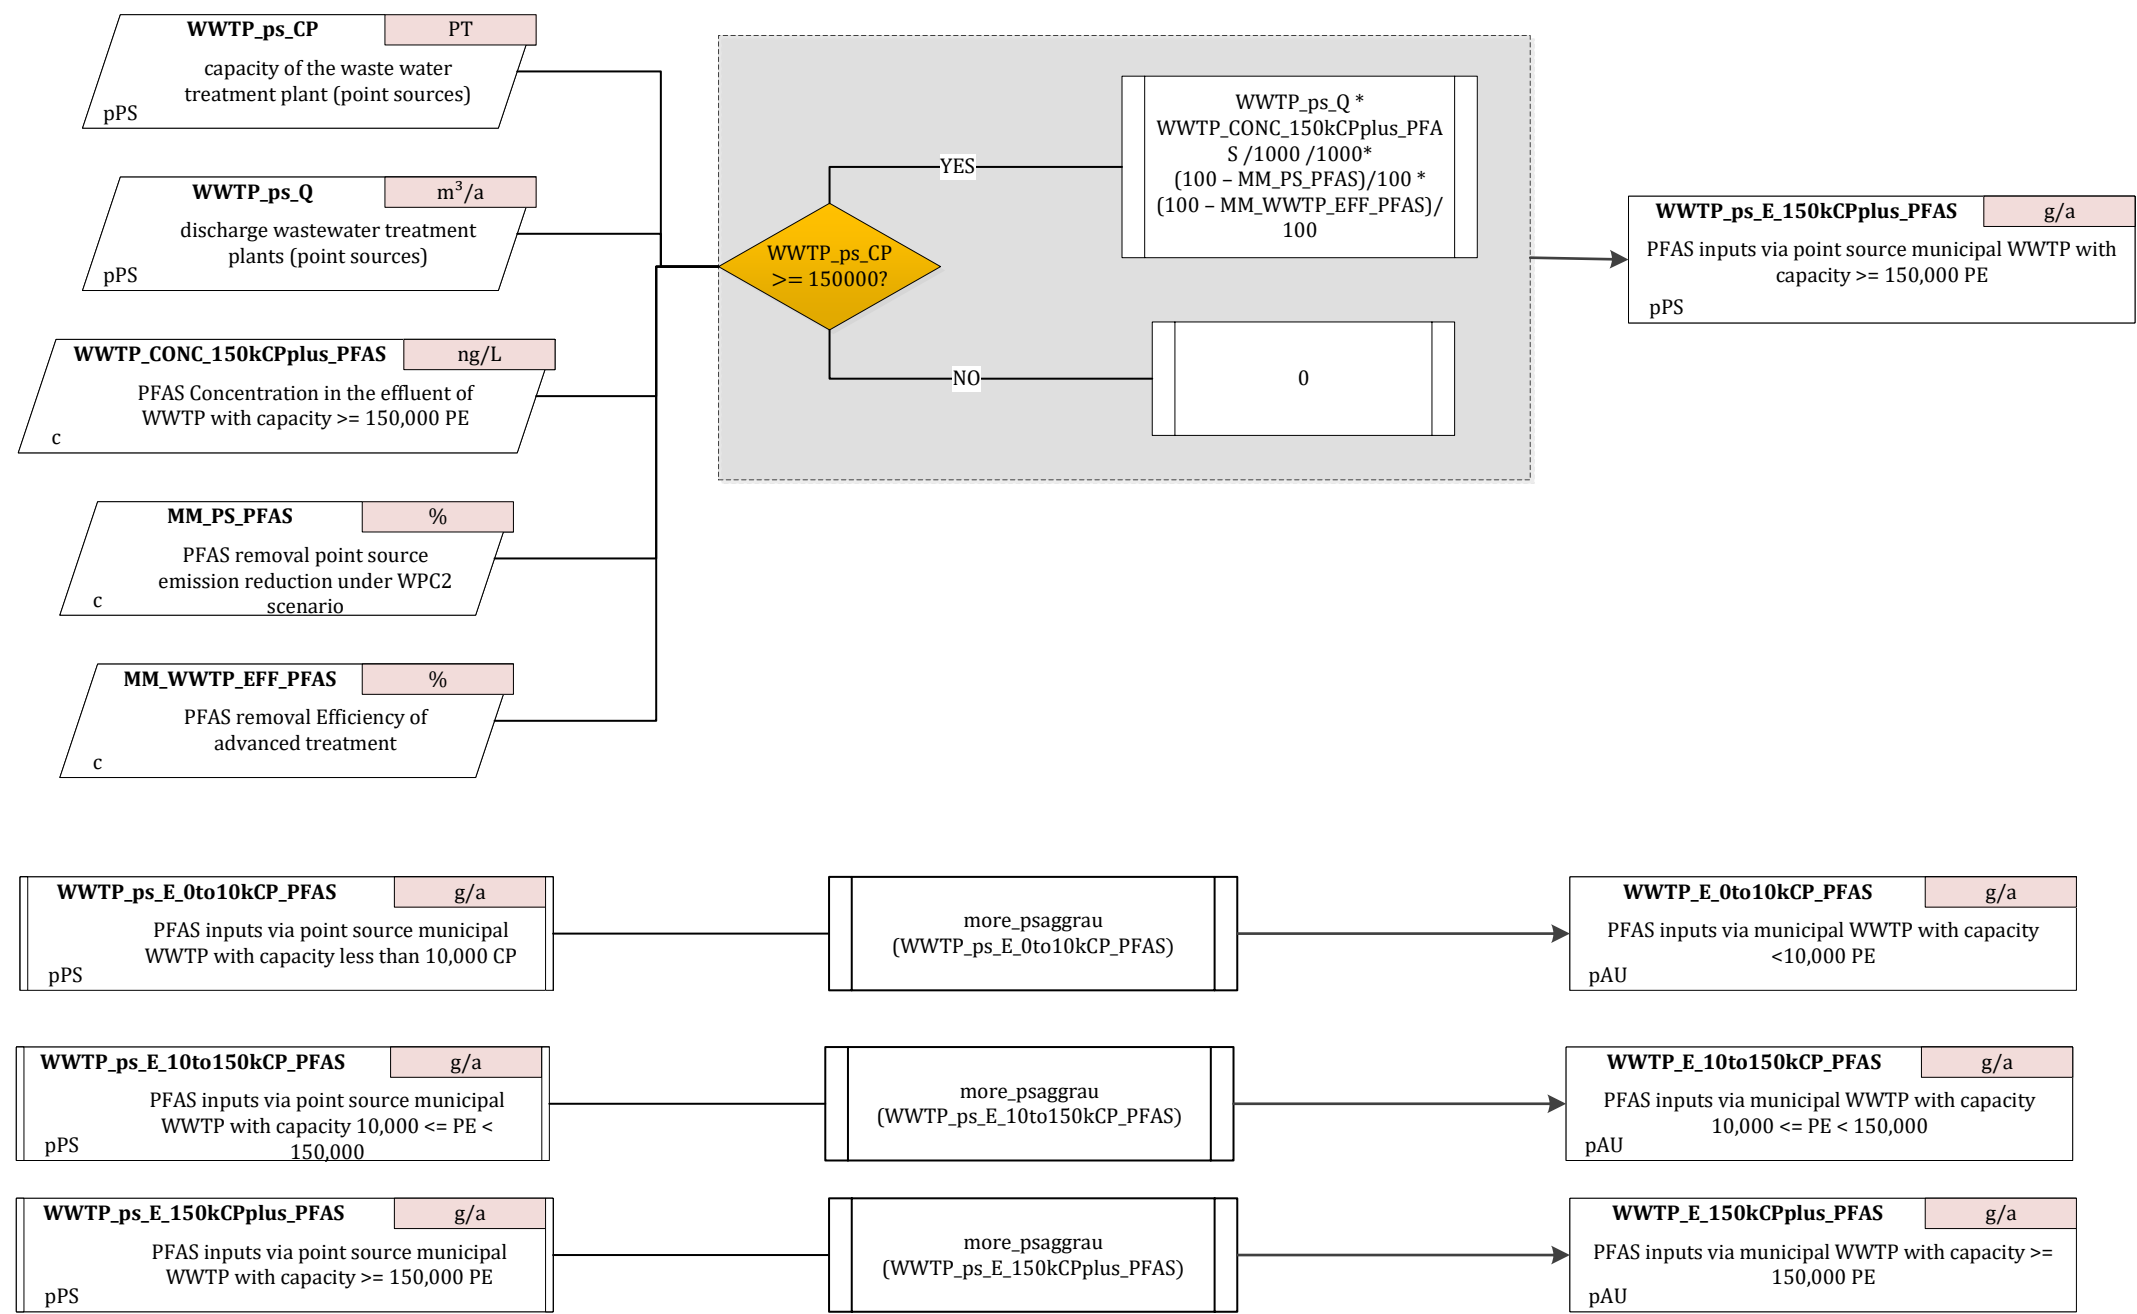 WWTP_ps_CP
PT
capacity of the waste water
treatment plant (point sources)
pPS
WWTP_ps_Q
m³/a
discharge wastewater treatment
plants (point sources)
pPS
WWTP_CONC_150kCPplus_PFAS
ng/L
PFAS Concentration in the effluent of
WWTP with capacity >= 150,000 PE
c
MM_PS_PFAS
%
PFAS removal point source
emission reduction under WPC2
scenario
c
MM_WWTP_EFF_PFAS
%
PFAS removal Efficiency of
advanced treatment
c
WWTP_ps_CP
>= 150000?
YES
WWTP_ps_Q *
WWTP_CONC_150kCPplus_PFA
S /1000 /1000*
(100 – MM_PS_PFAS)/100 *
(100 – MM_WWTP_EFF_PFAS)/
100
NO
0
WWTP_ps_E_150kCPplus_PFAS
g/a
PFAS inputs via point source municipal WWTP with
capacity >= 150,000 PE
pPS
WWTP_ps_E_0to10kCP_PFAS
g/a
PFAS inputs via point source municipal
WWTP with capacity less than 10,000 CP
pPS
more_psaggrau
(WWTP_ps_E_0to10kCP_PFAS)
WWTP_E_0to10kCP_PFAS
g/a
PFAS inputs via municipal WWTP with capacity
<10,000 PE
pAU
WWTP_ps_E_10to150kCP_PFAS
g/a
PFAS inputs via point source municipal
WWTP with capacity 10,000 <= PE <
150,000
pPS
more_psaggrau
(WWTP_ps_E_10to150kCP_PFAS)
WWTP_E_10to150kCP_PFAS
g/a
PFAS inputs via municipal WWTP with capacity
10,000 <= PE < 150,000
pAU
WWTP_ps_E_150kCPplus_PFAS
g/a
PFAS inputs via point source municipal
WWTP with capacity >= 150,000 PE
pPS
more_psaggrau
(WWTP_ps_E_150kCPplus_PFAS)
WWTP_E_150kCPplus_PFAS
g/a
PFAS inputs via municipal WWTP with capacity >=
150,000 PE
pAU